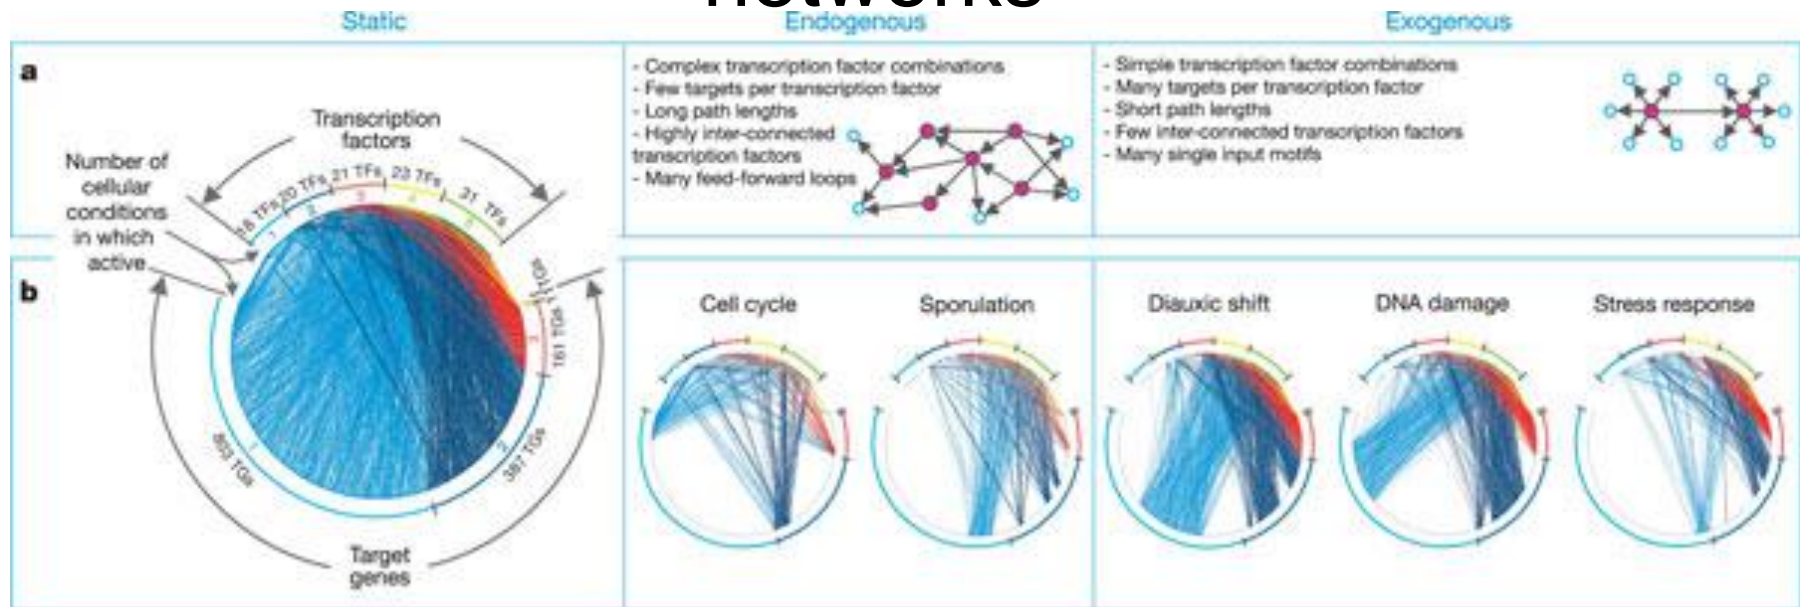 networks
Static
Endogenous
Exogenous
a
Transcription
factors
Number of
cellular
conditions
in which
active
20 TFs
21 TFs
23 TFs
31 TFs
161 TGs
387 TGs
803 TGs
Target
genes
- Complex transcription factor combinations
- Few targets per transcription factor
- Long path lengths
- Highly inter-connected
transcription factors
- Many feed-forward loops
- Simple transcription factor combinations
- Many targets per transcription factor
- Short path lengths
- Few inter-connected transcription factors
- Many single input motifs
b
Cell cycle
Sporulation
Diauxic shift
DNA damage
Stress response